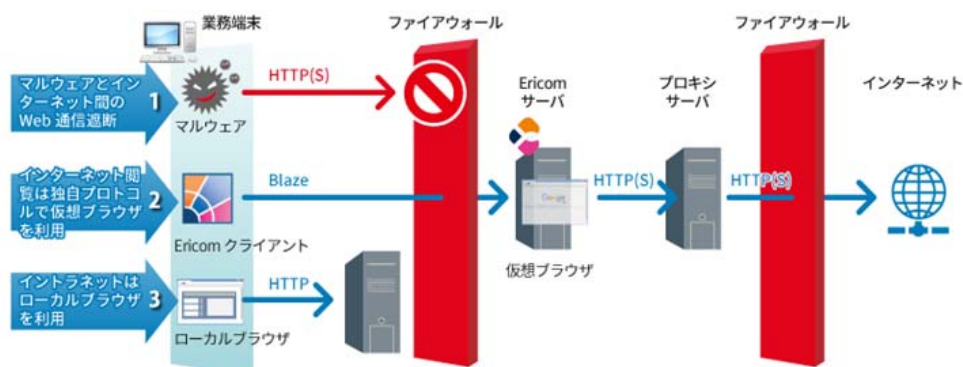 業務端末
ファイアウォール
ファイアウォール
マルウェアとイン
ターネット間の
Web 通信遮断
1
HTTP(S)
マルウェア
Ericom
サーバ
プロキシ
サーバ
インターネット
インターネット閲
覧は独自プロトコ
ルで仮想ブラウザ
を利用
2
Blaze
Ericom クライアント
Google
HTTP(S)
HTTP(S)
仮想ブラウザ
イントラネットは
ローカルブラウザ
を利用
3
HTTP
ローカルブラウザ